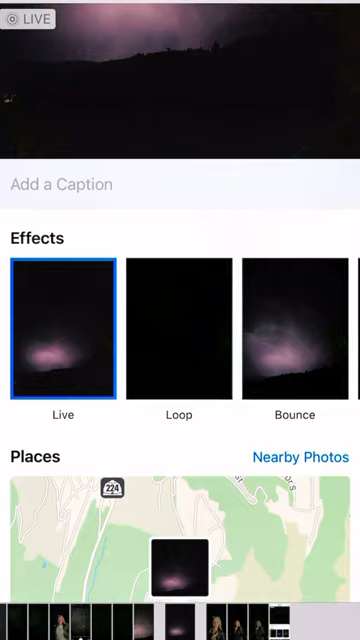 LIVE
Add a Caption
Effects
Live
Loop
Bounce
Places
Nearby Photos
224